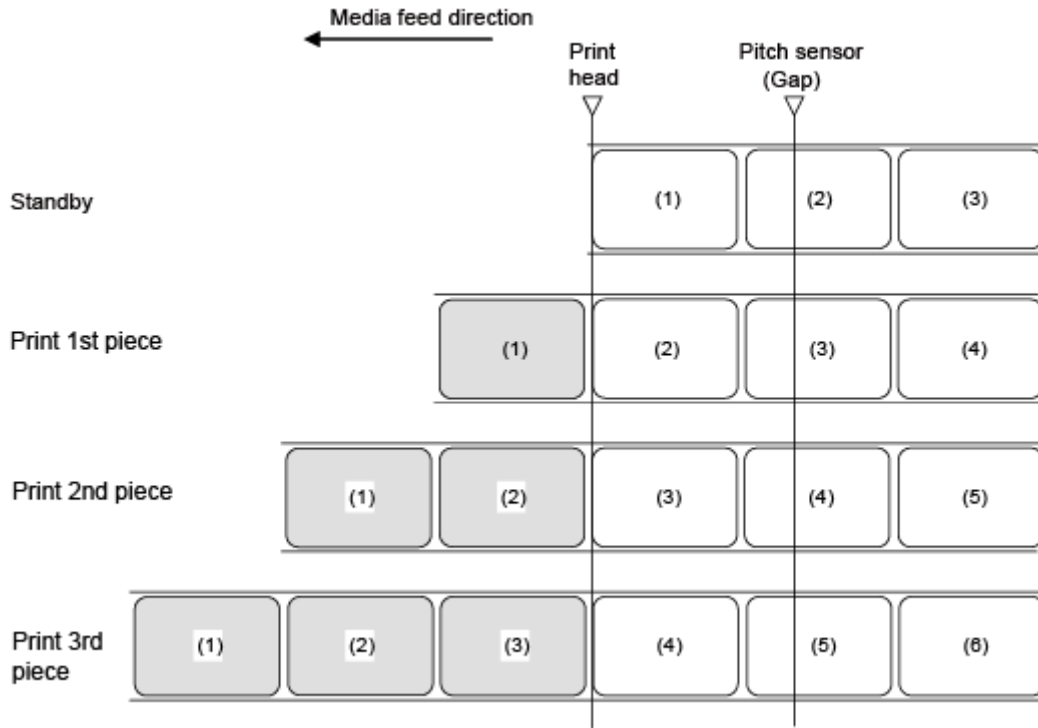 Media feed direction
Print
head
Pitch sensor
(Gap)
Standby
(1)
(2)
(3)
Print 1st piece
(1)
(2)
(3)
(4)
Print 2nd piece
(1)
(2)
(3)
(4)
(5)
Print 3rd
piece
(1)
(2)
(3)
(4)
(5)
(6)